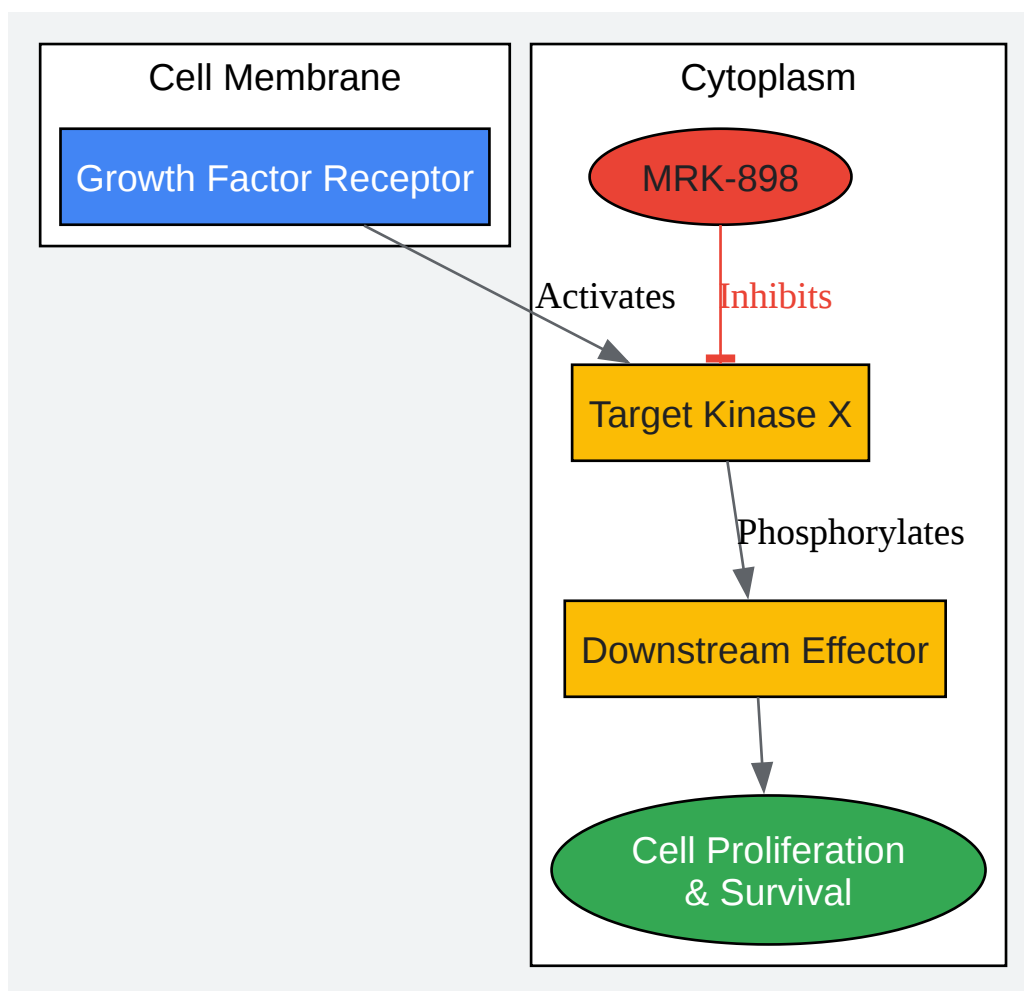 Cell Membrane
Growth Factor Receptor
Cytoplasm
MRK-898
Activates
Inhibits
Target Kinase X
Phosphorylates
Downstream Effector
Cell Proliferation
& Survival